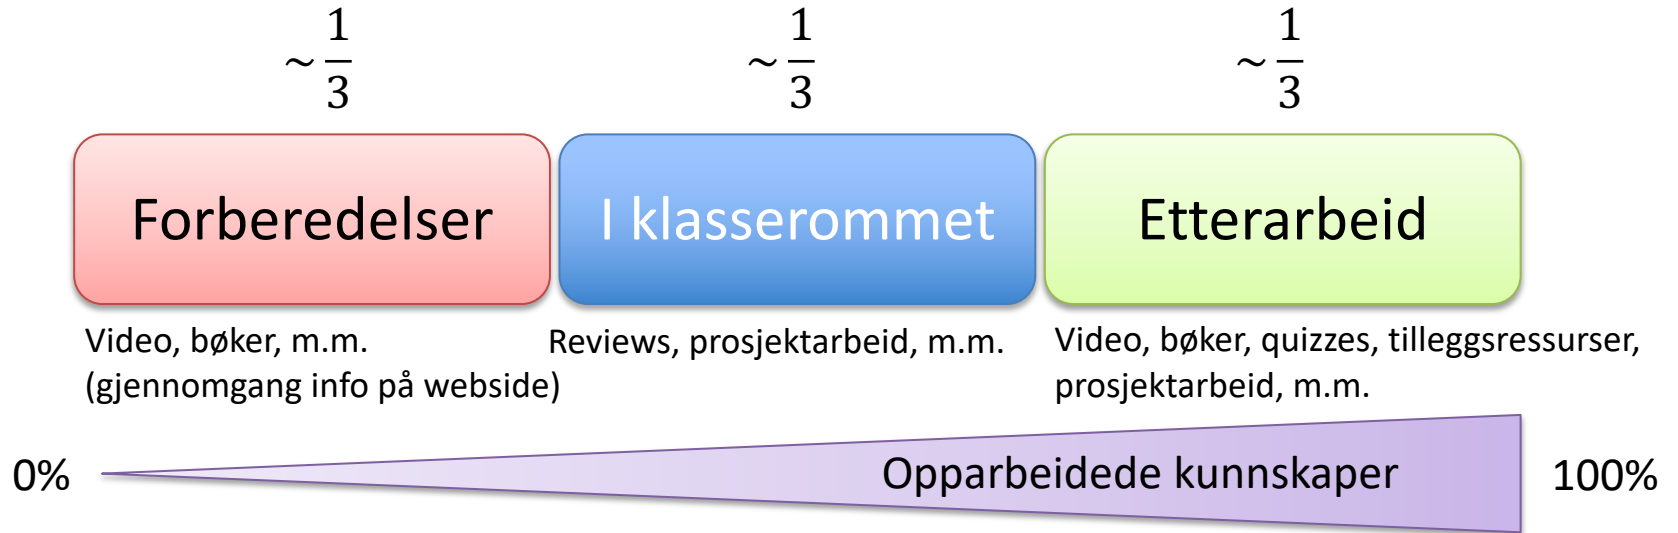 ~ 1/3
~ 1/3
~ 1/3
Forberedelser
I klasserommet
Etterarbeid
Video, bøker, m.m.
(gjennomgang info på webside)
Reviews, prosjektarbeid, m.m.
Video, bøker, quizzes, tilleggsressurser,
prosjektarbeid, m.m.
0%
Opparbeidede kunnskaper
100%